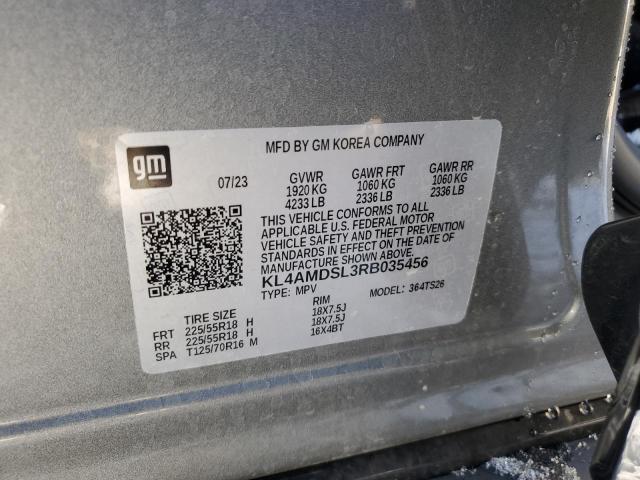 MFD BY GM KOREA COMPANY
gm
07/23
GVWR GAWR FRT GAWR RR
1920 KG 1060 KG 1060 KG
4233 LB 2336 LB 2336 LB
THIS VEHICLE CONFORMS TO ALL
APPLICABLE U.S. FEDERAL MOTOR
VEHICLE SAFETY AND THEFT PREVENTION
STANDARDS IN EFFECT ON THE DATE OF
MANUFACTURE SHOWN ABOVE.
KL4AMDSL3RB035456
TYPE: MPV MODEL: 364TS26
TIRE SIZE RIM
FRT 225/55R18 H 18X7.5J
RR 225/55R18 H 18X7.5J
SPA T125/70R16 M 16X4BT